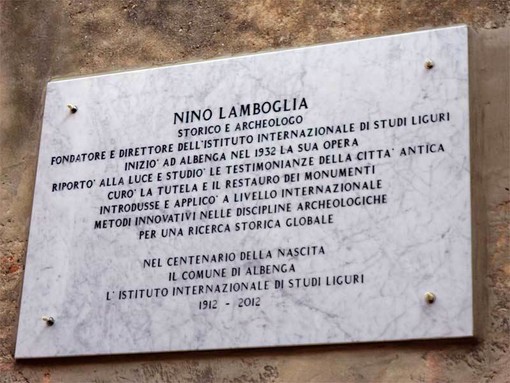 NINO LAMBOGLIA
STORICO E ARCHEOLOGO
FONDATORE E DIRETTORE DELL'ISTITUTO INTERNAZIONALE DI STUDI LIGURI
INIZIO' AD ALBENGA NEL 1932 LA SUA OPERA
RIPORTO' ALLA LUCE E STUDIO' LE TESTIMONIANZE DELLA CITTA' ANTICA
CURO' LA TUTELA E IL RESTAURO DEI MONUMENTI
INTRODUSSE E APPLICO' A LIVELLO INTERNAZIONALE
METODI INNOVATIVI NELLE DISCIPLINE ARCHEOLOGICHE
PER UNA RICERCA STORICA GLOBALE
NEL CENTENARIO DELLA NASCITA
IL COMUNE DI ALBENGA
L'ISTITUTO INTERNAZIONALE DI STUDI LIGURI
1912 - 2012